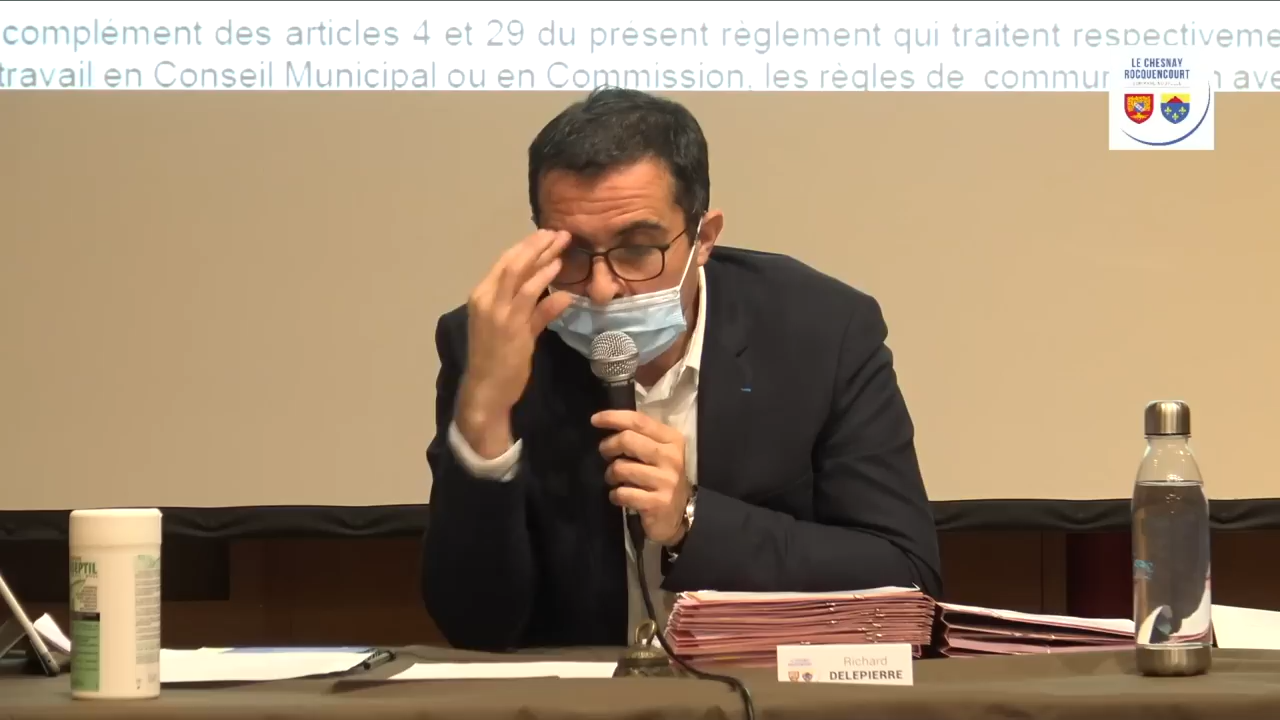 complément des articles 4 et 29 du présent règlement qui traitent respectiveme
travail en Conseil Municipal ou en Commission, les règles de commun
LE CHESNAY
ROCQUENCOURT
Richard
DELEPIERRE